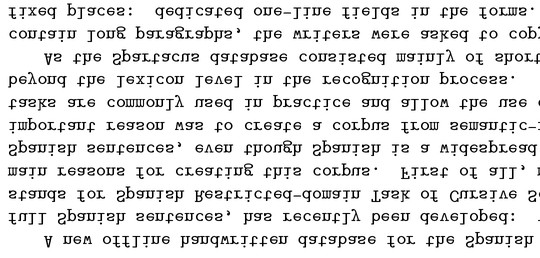 A new offline handwritten database for the Spanish
full Spanish sentences, has recently been developed:
stands for Spanish Restricted-domain Task of Cursive
main reasons for creating this corpus. First of all,
Spanish sentences, even though Spanish is a widespread
important reason was to create a corpus from semantic-
tasks are commonly used in practice and allow the use
beyond the lexicon level in the recognition process.
As the Spartacus database consisted mainly of short
contain long paragraphs, the writers were asked to copy
fixed places: dedicated one-line fields in the forms.